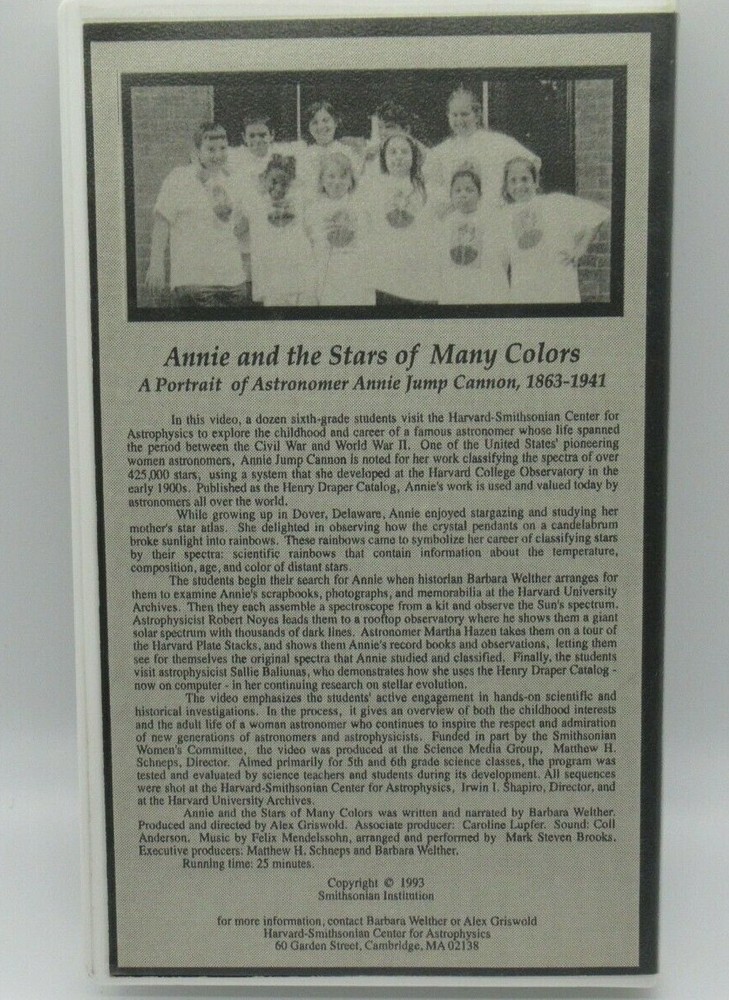 Annie and the Stars of Many Colors
A Portrait of Astronomer Annie Jump Cannon, 1863-1941
In this video, a dozen sixth-grade students visit the Harvard-Smithsonian Center for
Astrophysics to explore the childhood and career of a famous astronomer whose life spanned
the period between the Civil War and World War II. One of the United States' pioneering
women astronomers, Annie Jump Cannon is noted for her work classifying the spectra of over
425,000 stars, using a system that she developed at the Harvard College Observatory in the
early 1900s. Published as the Henry Draper Catalog, Annie's work is used and valued today by
astronomers all over the world.
While growing up in Dover, Delaware, Annie enjoyed stargazing and studying her
mother's star atlas. She delighted in observing how the crystal pendants on a candelabrum
broke sunlight into rainbows. These rainbows came to symbolize her career of classifying stars
by their spectra: scientific rainbows that contain information about the temperature,
composition, age, and color of distant stars.
The students begin their search for Annie when historian Barbara Welther arranges for
them to examine Annie's scrapbooks, photographs, and memorabilia at the Harvard University
Archives. Then they each assemble a spectroscope from a kit and observe the Sun's spectrum.
Astrophysicist Robert Noyes leads them to a rooftop observatory where he shows them a giant
solar spectrum with thousands of dark lines. Astronomer Martha Hazen takes them on a tour of
the Harvard Plate Stacks, and shows them Annie's record books and observations, letting them
see for themselves the original spectra that Annie studied and classified. Finally, the students
visit astrophysicist Sallie Baliunas, who demonstrates how she uses the Henry Draper Catalog -
now on computer - in her continuing research on stellar evolution.
The video emphasizes the students' active engagement in hands-on scientific and
historical investigations. In the process, it gives an overview of both the childhood interests
and the adult life of a woman astronomer who continues to inspire the respect and admiration
of new generations of astronomers and astrophysicists. Funded in part by the Smithsonian
Women's Committee, the video was produced at the Science Media Group, Matthew H.
Schneps, Director. Aimed primarily for 5th and 6th grade science classes, the program was
tested and evaluated by science teachers and students during its development. All sequences
were shot at the Harvard-Smithsonian Center for Astrophysics, Irwin I. Shapiro, Director, and
at the Harvard University Archives.
Annie and the Stars of Many Colors was written and narrated by Barbara Welther.
Produced and directed by Alex Griswold. Associate producer: Caroline Lupfer. Sound: Coll
Anderson. Music by Felix Mendelssohn, arranged and performed by Mark Steven Brooks.
Executive producers: Matthew H. Schneps and Barbara Welther.
Running time: 25 minutes.
Copyright © 1993
Smithsonian Institution
for more information, contact Barbara Welther or Alex Griswold
Harvard-Smithsonian Center for Astrophysics
60 Garden Street, Cambridge, MA 02138